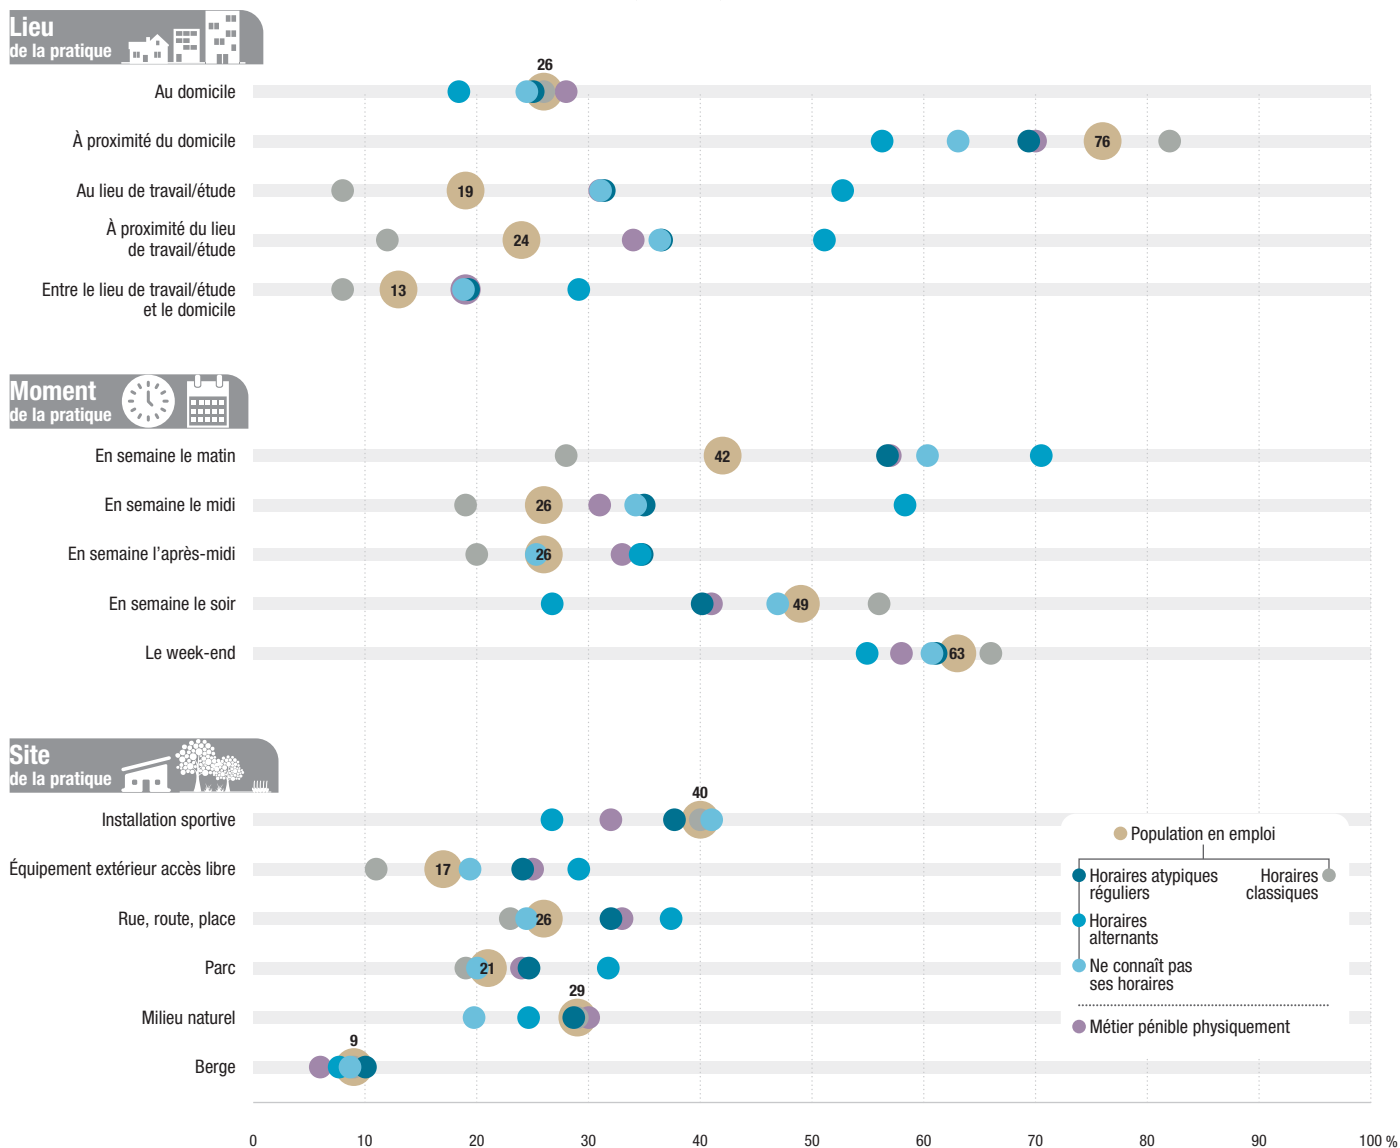 Lieu
de la pratique
26
Au domicile
À proximité du domicile
76
Au lieu de travail/étude
19
À proximité du lieu
de travail/étude
24
Entre le lieu de travail/étude
et le domicile
13
Moment
de la pratique
En semaine le matin
42
En semaine le midi
26
En semaine l'après-midi
26
En semaine le soir
49
Le week-end
63
Site
de la pratique
40
Installation sportive
Équipement extérieur accès libre
17
Rue, route, place
26
Parc
21
29
Milieu naturel
9
Berge
Population en emploi
Horaires atypiques
réguliers
Horaires
classiques
Horaires
alternants
Ne connaît pas
ses horaires
Métier pénible physiquement
0 10 20 30 40 50 60 70 80 90 100 %